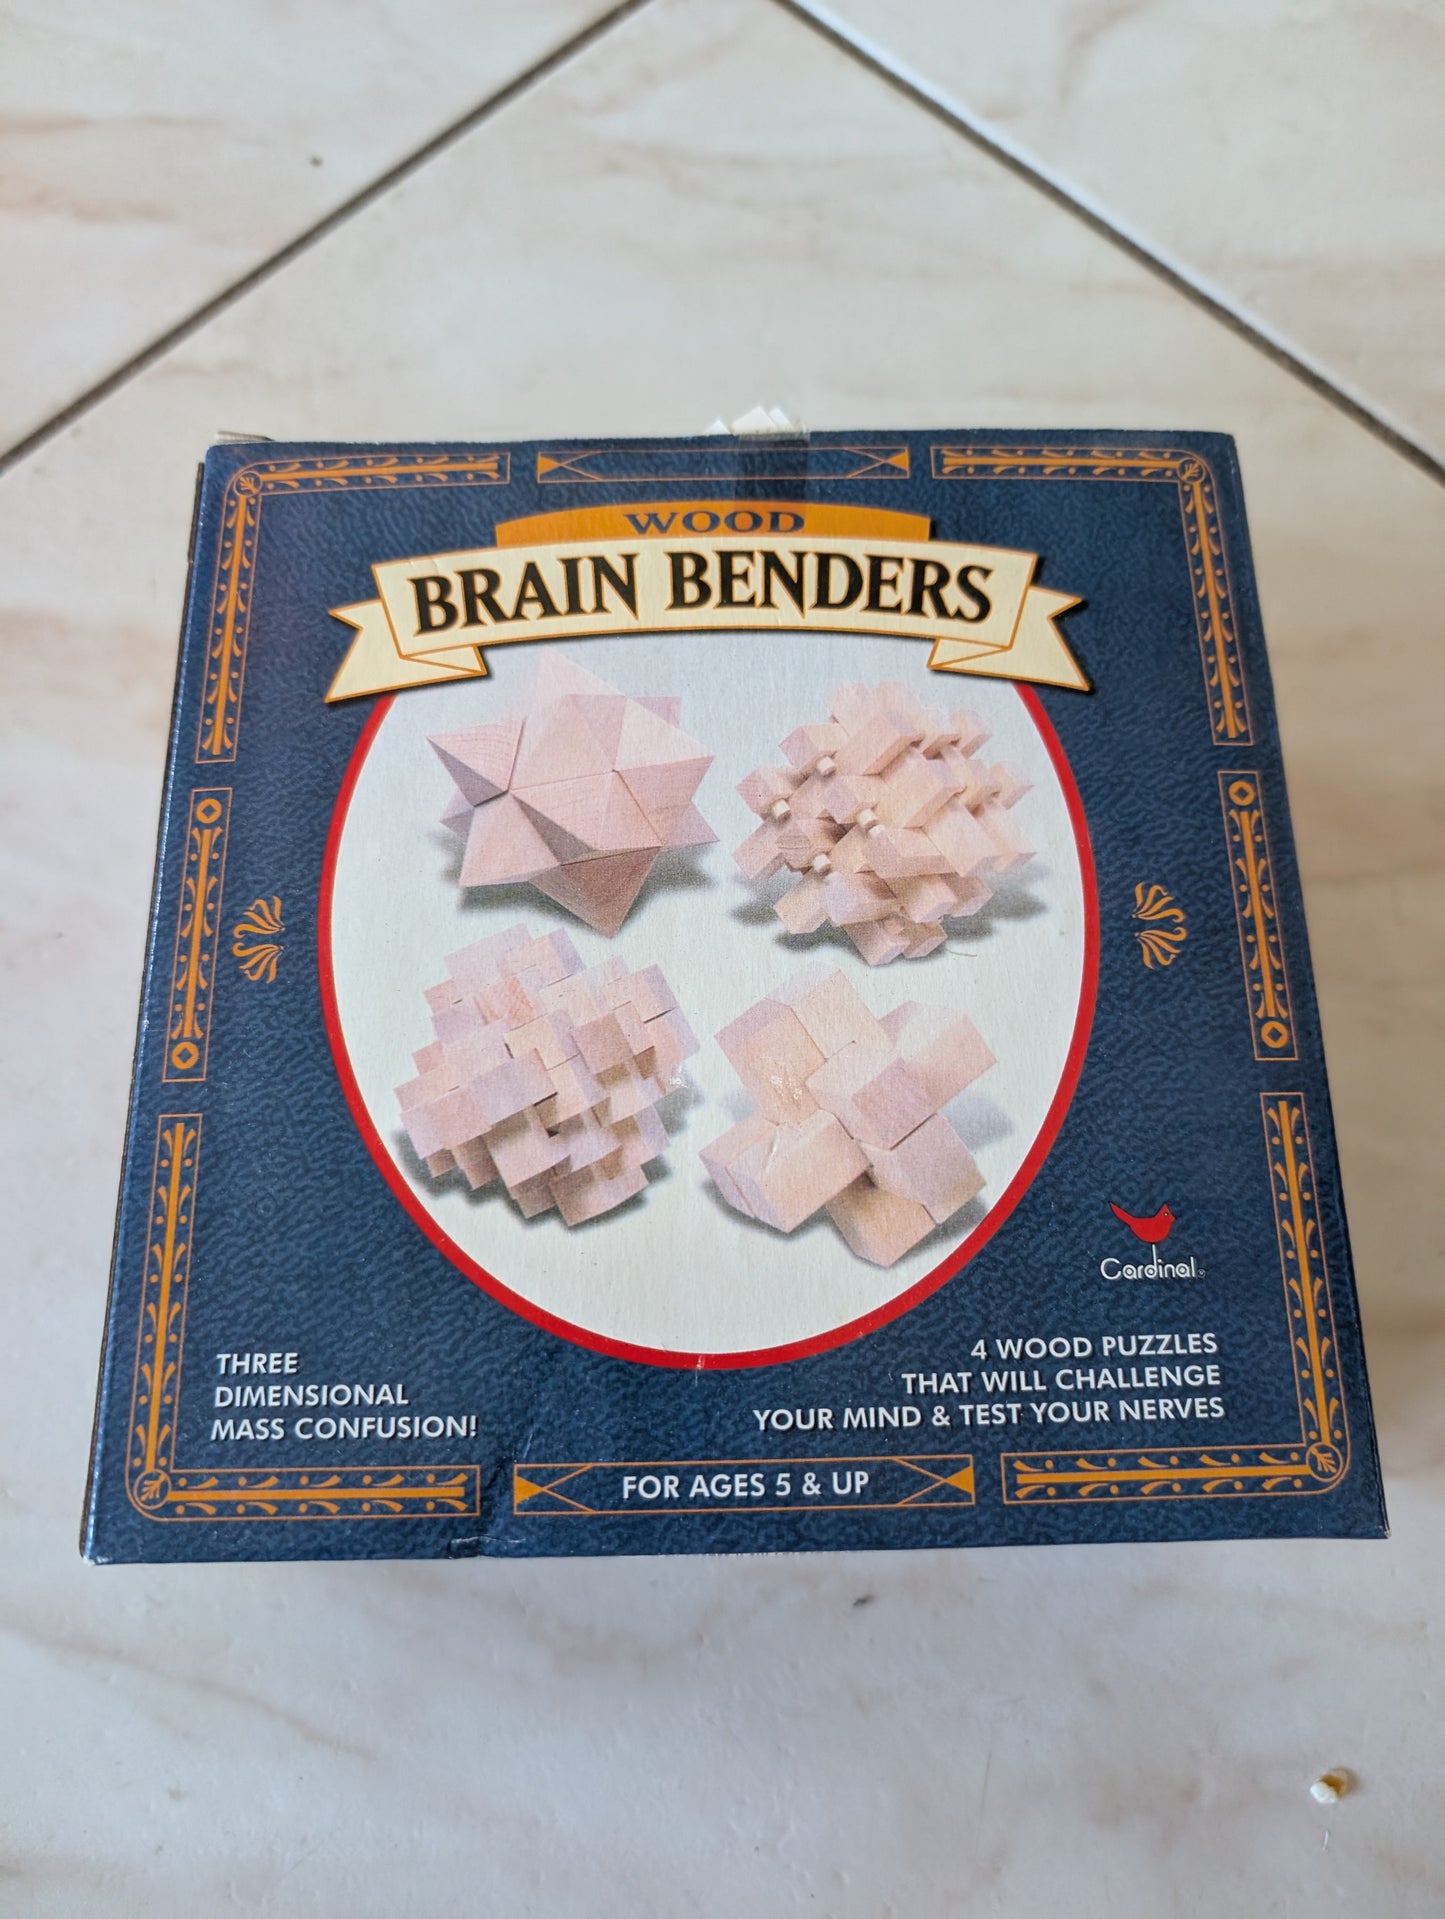 WOOD
BRAIN BENDERS
Cardinal
THREE
DIMENSIONAL
MASS CONFUSION!
4 WOOD PUZZLES
THAT WILL CHALLENGE
YOUR MIND & TEST YOUR NERVES
FOR AGES 5 & UP